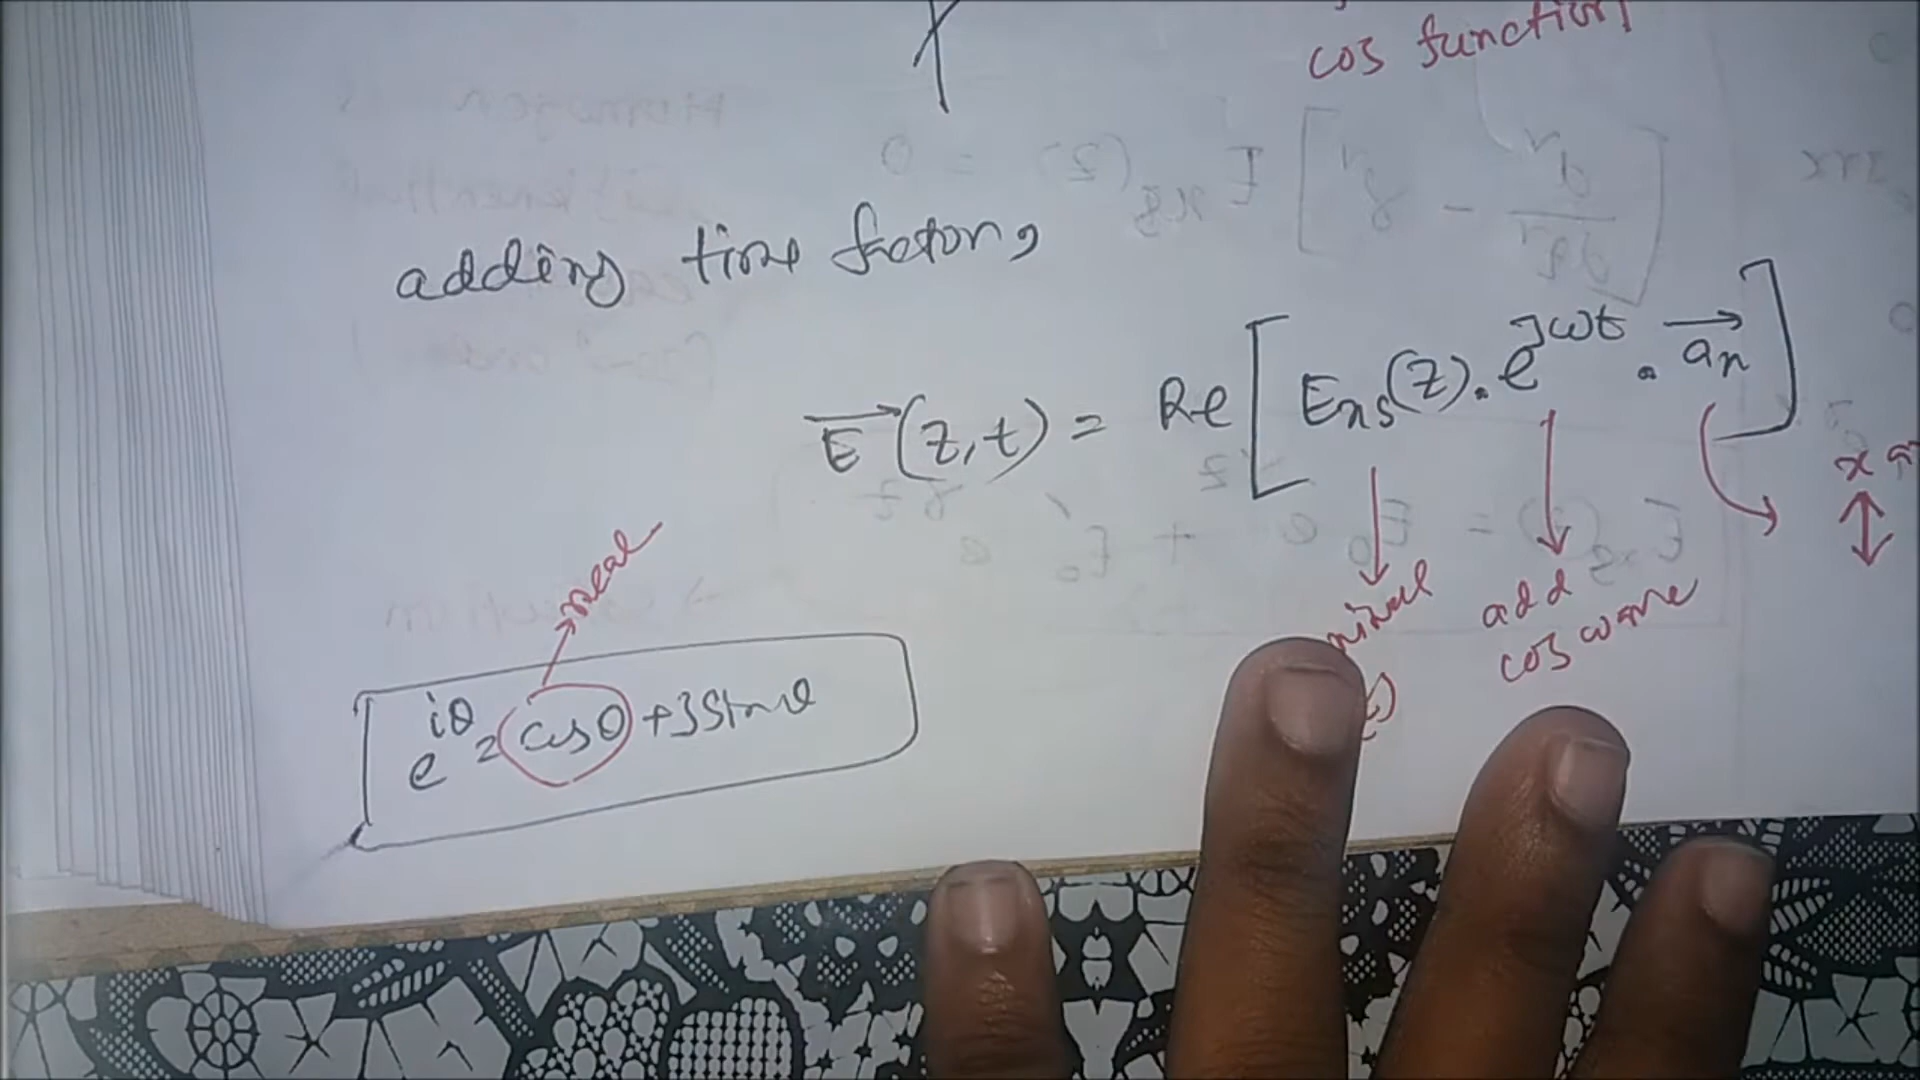 cos function
adding time factor,
E(z,t) = Re[Exs(z). e^jωt . ax]
real
add
cos wave
e^iθ = cosθ + j sinθ
x